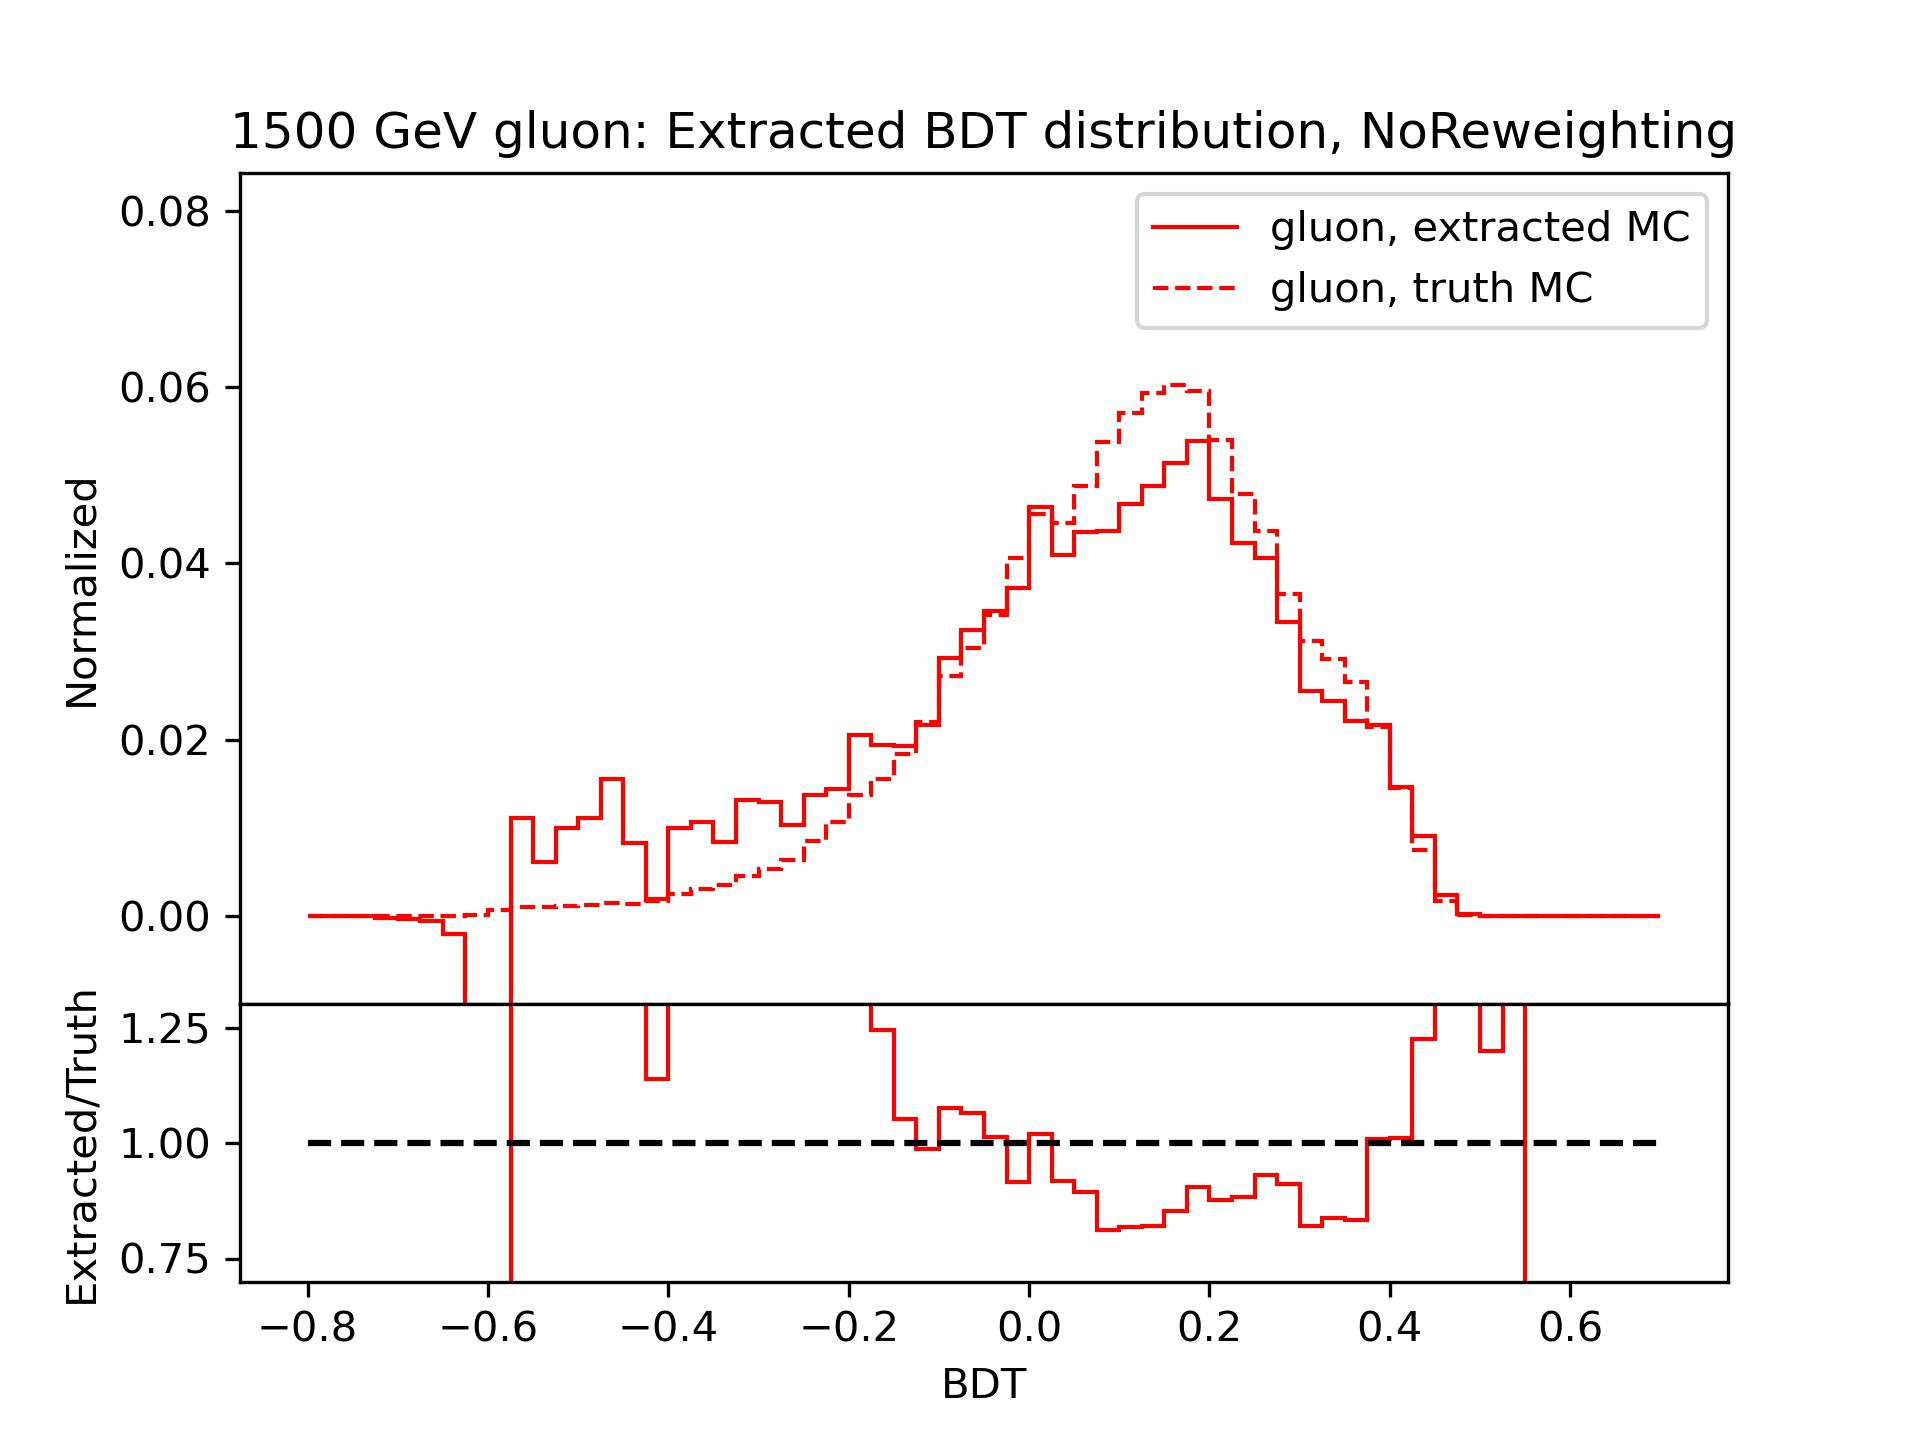 1500 GeV gluon: Extracted BDT distribution, NoReweighting
gluon, extracted MC
gluon, truth MC
Normalized
0.08
0.06
0.04
0.02
0.00
Extracted/Truth
1.25
1.00
0.75
−0.8 −0.6 −0.4 −0.2 0.0 0.2 0.4 0.6
BDT